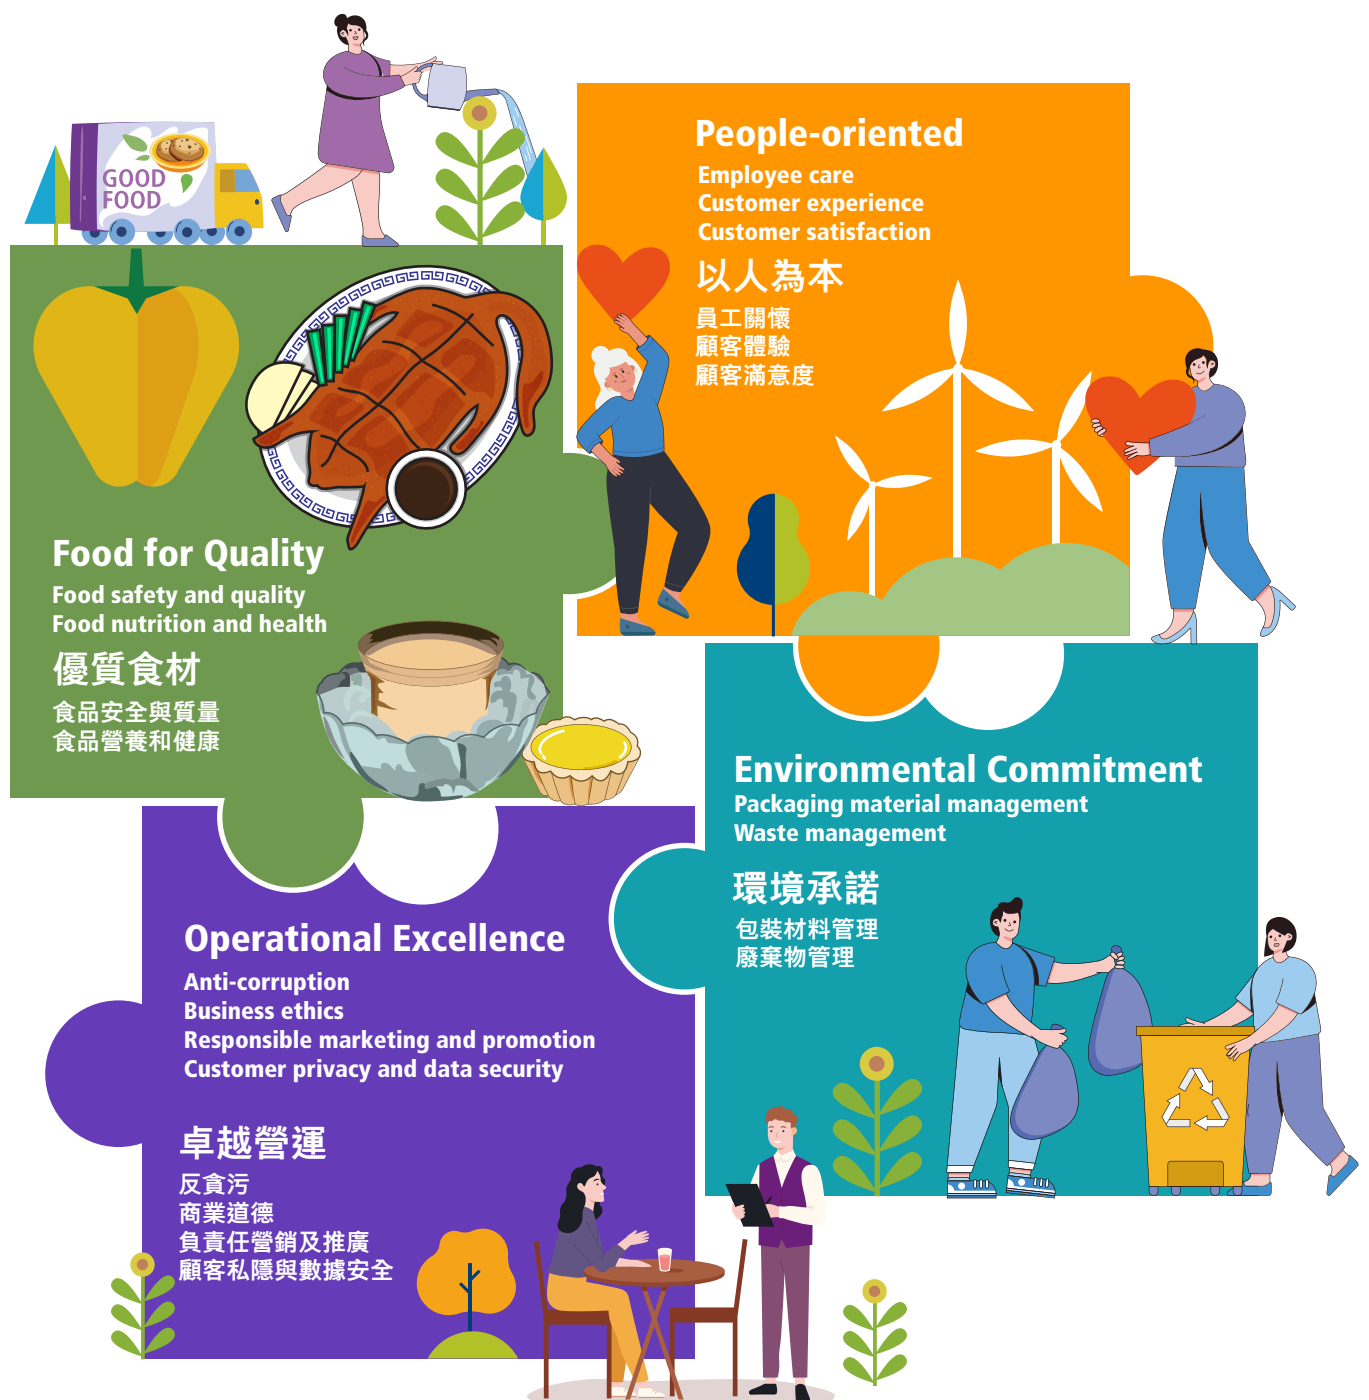 GOOD
FOOD
People-oriented
Employee care
Customer experience
Customer satisfaction
以人為本
員工關懷
顧客體驗
顧客滿意度
Food for Quality
Food safety and quality
Food nutrition and health
優質食材
食品安全與質量
食品營養和健康
Environmental Commitment
Packaging material management
Waste management
環境承諾
包裝材料管理
廢棄物管理
Operational Excellence
Anti-corruption
Business ethics
Responsible marketing and promotion
Customer privacy and data security
卓越營運
反貪污
商業道德
負責任營銷及推廣
顧客私隱與數據安全